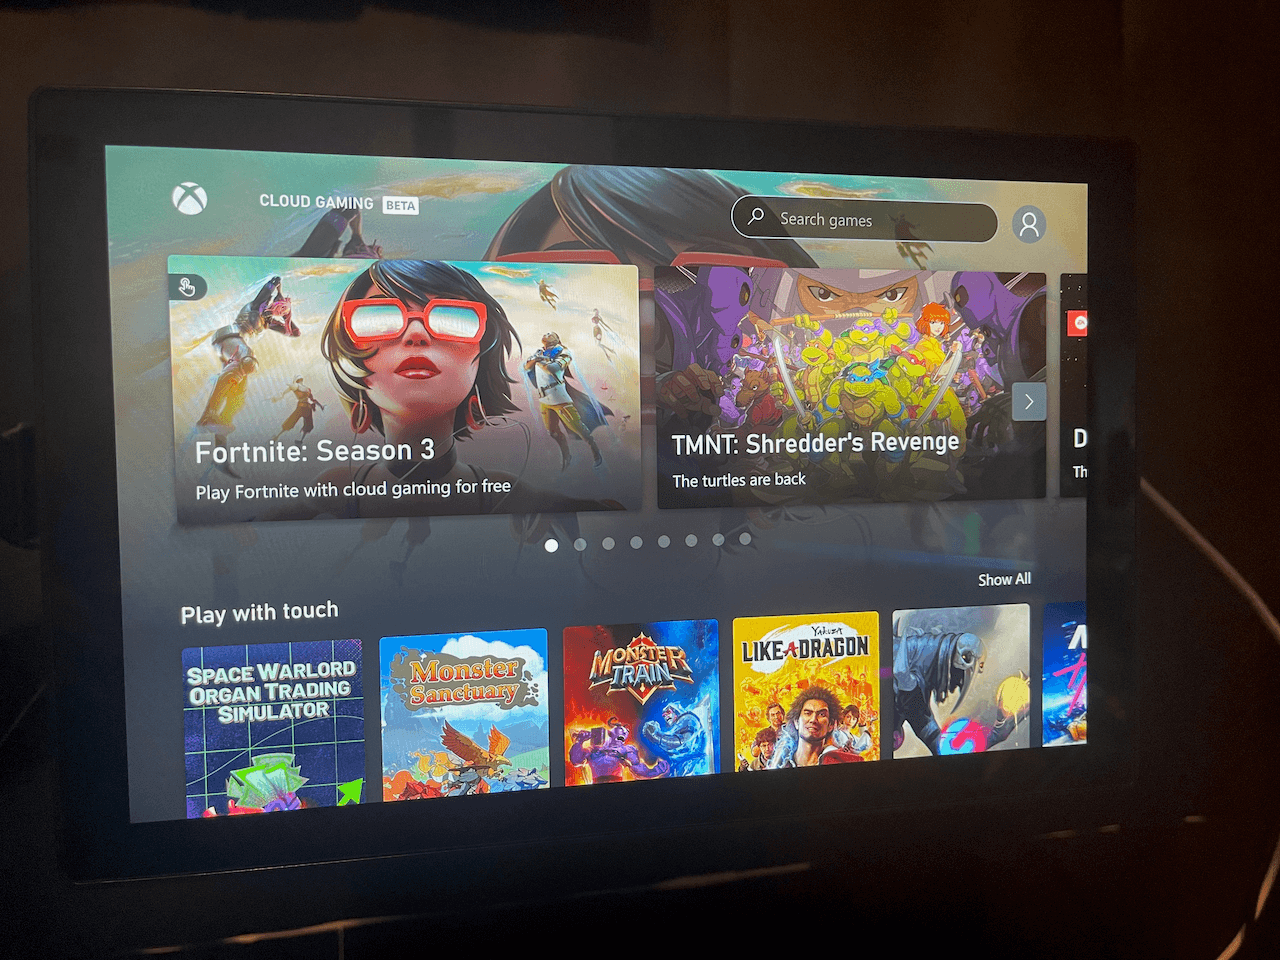 CLOUD GAMING BETA
Search games
Fortnite: Season 3
Play Fortnite with cloud gaming for free
TMNT: Shredder's Revenge
The turtles are back
D
Th
Show All
Play with touch
SPACE WARLORD
ORGAN TRADING
SIMULATOR
Monster
Sanctuary
MONSTER
TRAIN
Yakuza
LIKE A DRAGON